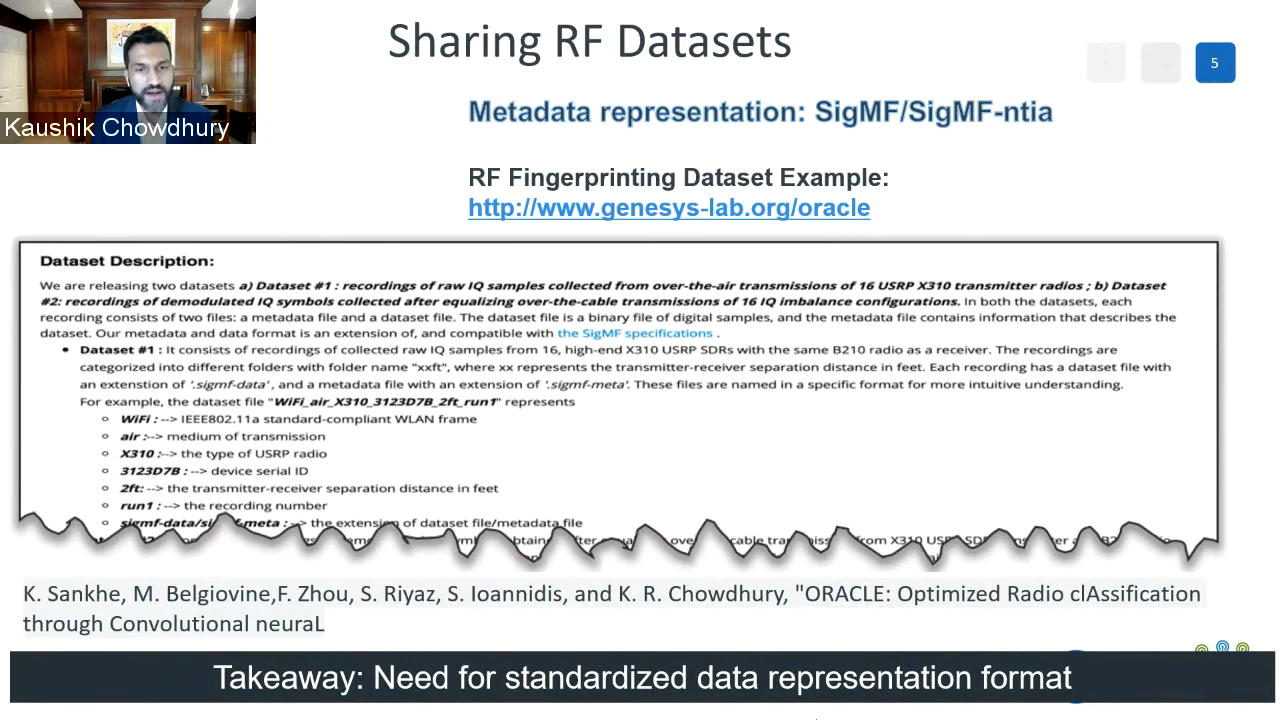 Sharing RF Datasets
5
Kaushik Chowdhury
Metadata representation: SigMF/SigMF-ntia
RF Fingerprinting Dataset Example:
http://www.genesys-lab.org/oracle
Dataset Description:
We are releasing two datasets a) Dataset #1 : recordings of raw IQ samples collected from over-the-air transmissions of 16 USRP X310 transmitter radios ; b) Dataset
#2: recordings of demodulated IQ symbols collected after equalizing over-the-cable transmissions of 16 IQ imbalance configurations. In both the datasets, each
recording consists of two files: a metadata file and a dataset file. The dataset file is a binary file of digital samples, and the metadata file contains information that describes the
dataset. Our metadata and data format is an extension of, and compatible with the SigMF specifications .
• Dataset #1 : It consists of recordings of collected raw IQ samples from 16, high-end X310 USRP SDRs with the same B210 radio as a receiver. The recordings are
categorized into different folders with folder name "xxft", where xx represents the transmitter-receiver separation distance in feet. Each recording has a dataset file with
an extenstion of '.sigmf-data', and a metadata file with an extension of '.sigmf-meta'. These files are named in a specific format for more intuitive understanding.
For example, the dataset file "WiFi_air_X310_3123D7B_2ft_run1" represents
WiFi : --> IEEE802.11a standard-compliant WLAN frame
air :--> medium of transmission
X310 :--> the type of USRP radio
3123D7B : --> device serial ID
2ft: --> the transmitter-receiver separation distance in feet
run1 : --> the recording number
meta : the extension of dataset file/metadata file
from X310
K. Sankhe, M. Belgiovine,F. Zhou, S. Riyaz, S. Ioannidis, and K. R. Chowdhury, "ORACLE: Optimized Radio clAssification
through Convolutional neuraL
Takeaway: Need for standardized data representation format